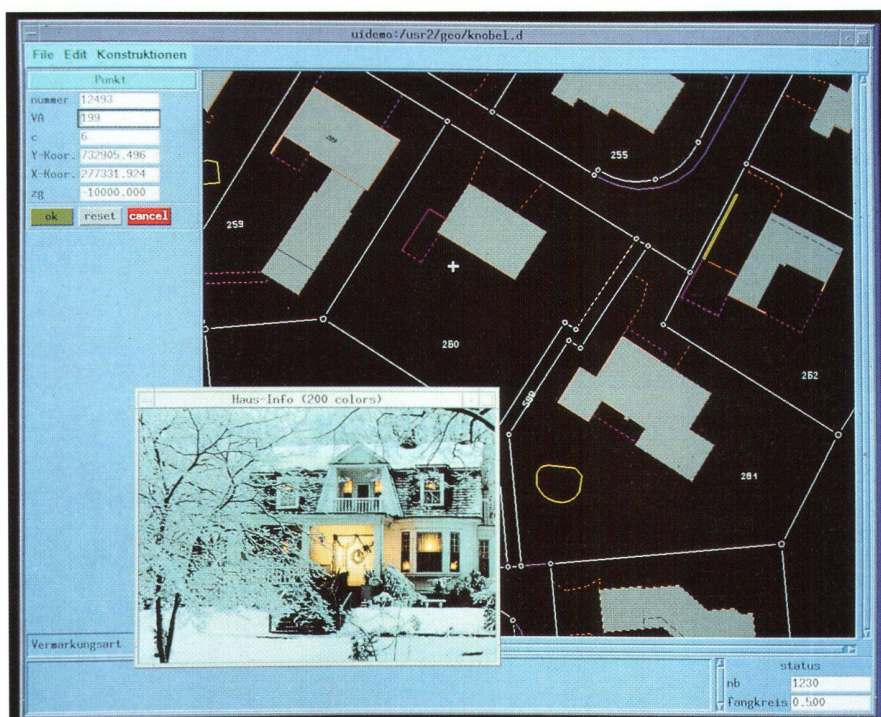 uidemo:/usr2/geo/knobel.d
File Edit Konstruktionen
Punkt
nummer 12493
VA 199
c 6
Y-Koor. 732905.496
X-Koor. 277331.924
zg -10000.000
ok reset cancel
259
255
260
590
262
261
Haus-Info (200 colors)
Vermarkungsart
status
nb 1230
fangkreis 0.500